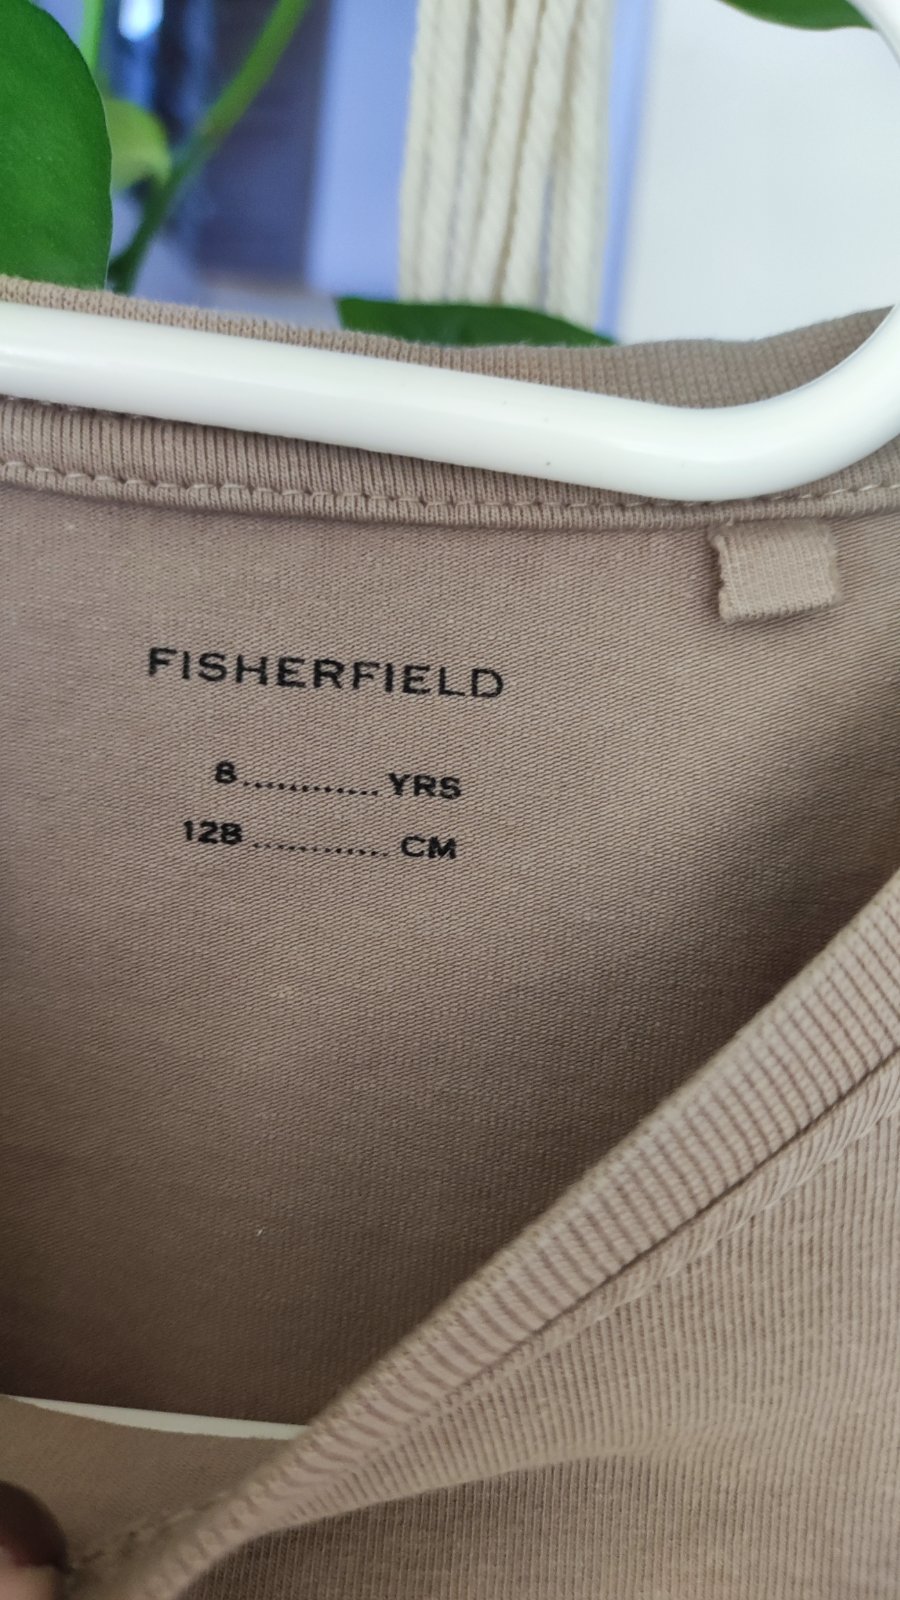 FISHERFIELD
8............ YRS
128 ............ CM